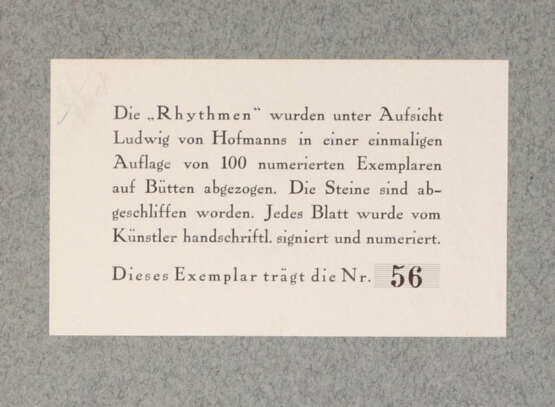 Die „Rhythmen“ wurden unter Aufsicht
Ludwig von Hofmanns in einer einmaligen
Auflage von 100 numerierten Exemplaren
auf Bütten abgezogen. Die Steine sind ab-
geschliffen worden. Jedes Blatt wurde vom
Künstler handschriftl. signiert und numeriert.
Dieses Exemplar trägt die Nr. 56